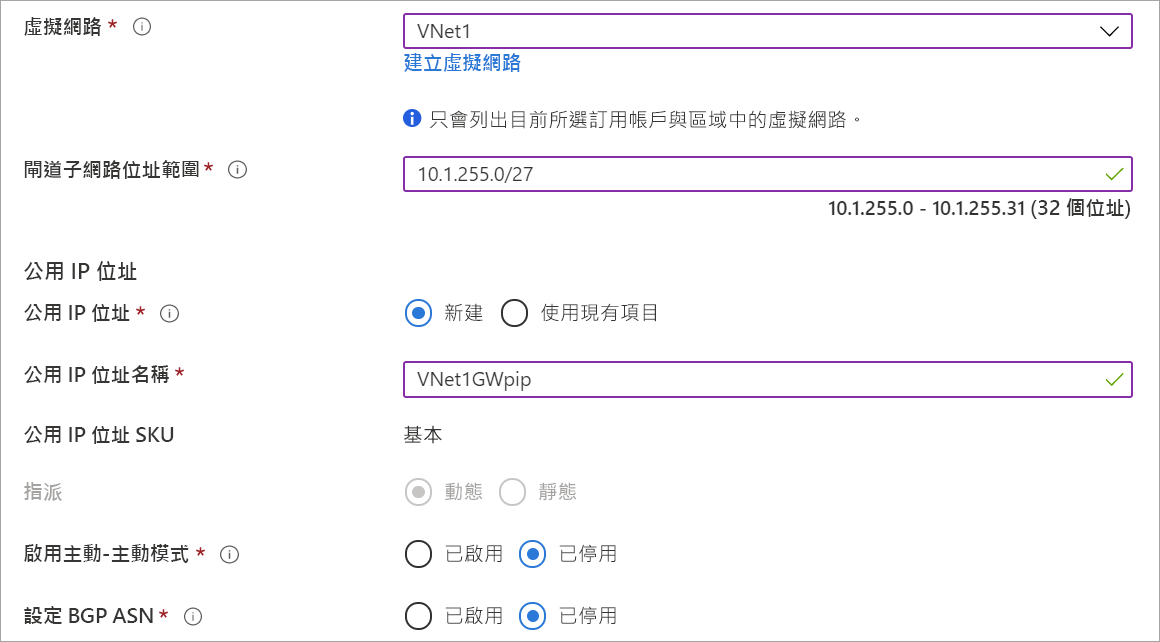 虛擬網路 *
VNet1
建立虛擬網路
只會列出目前所選訂用帳戶與區域中的虛擬網路。
閘道子網路位址範圍 *
10.1.255.0/27
10.1.255.0 - 10.1.255.31 (32 個位址)
公用 IP 位址
公用 IP 位址 * 新建 使用現有項目
公用 IP 位址名稱 *
VNet1GWpip
公用 IP 位址 SKU 基本
指派 動態 靜態
啟用主動-主動模式 * 已啟用 已停用
設定 BGP ASN * 已啟用 已停用